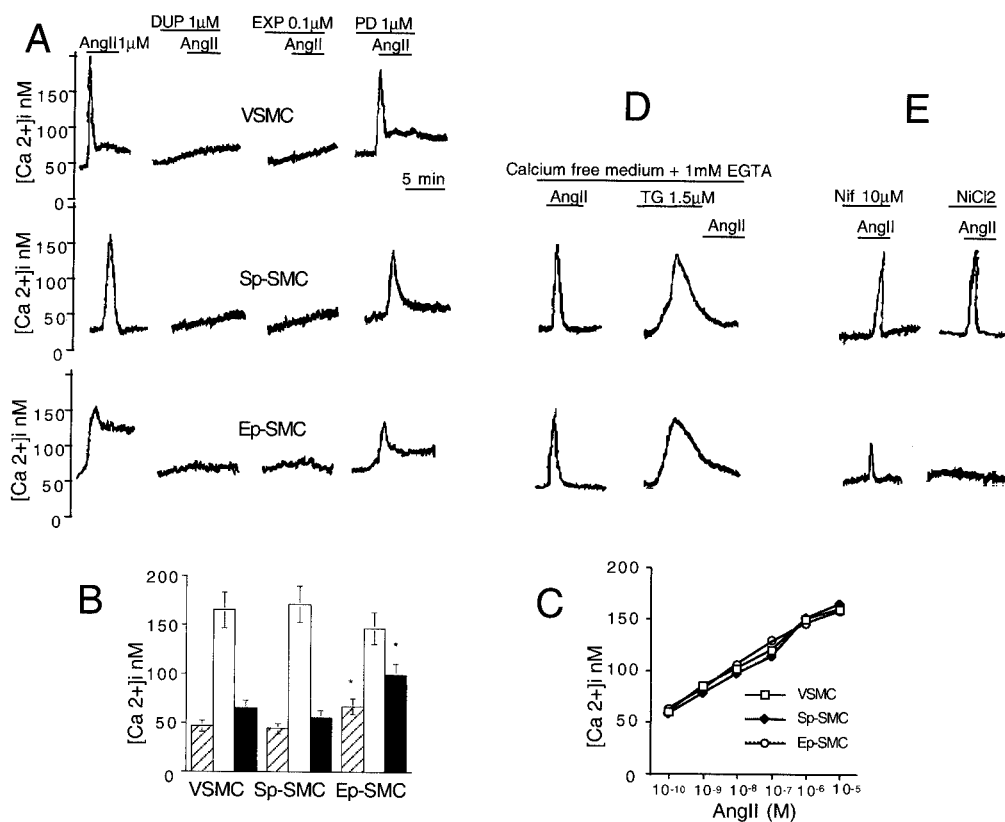 A
AngII 1μM
DUP 1μM
AngII
EXP 0.1μM
AngII
PD 1μM
AngII
[Ca 2+]i nM
150
100
50
0
VSMC
5 min
[Ca 2+]i nM
150
100
50
0
Sp-SMC
[Ca 2+]i nM
150
100
50
0
Ep-SMC
D
Calcium free medium + 1mM EGTA
AngII
TG 1.5μM
AngII
E
Nif 10μM
AngII
NiCl2
AngII
B
[Ca 2+]i nM
200
150
100
50
0
* *
VSMC Sp-SMC Ep-SMC
C
[Ca 2+]i nM
200
150
100
50
0
VSMC
Sp-SMC
Ep-SMC
10-10 10-9 10-8 10-7 10-6 10-5
AngII (M)